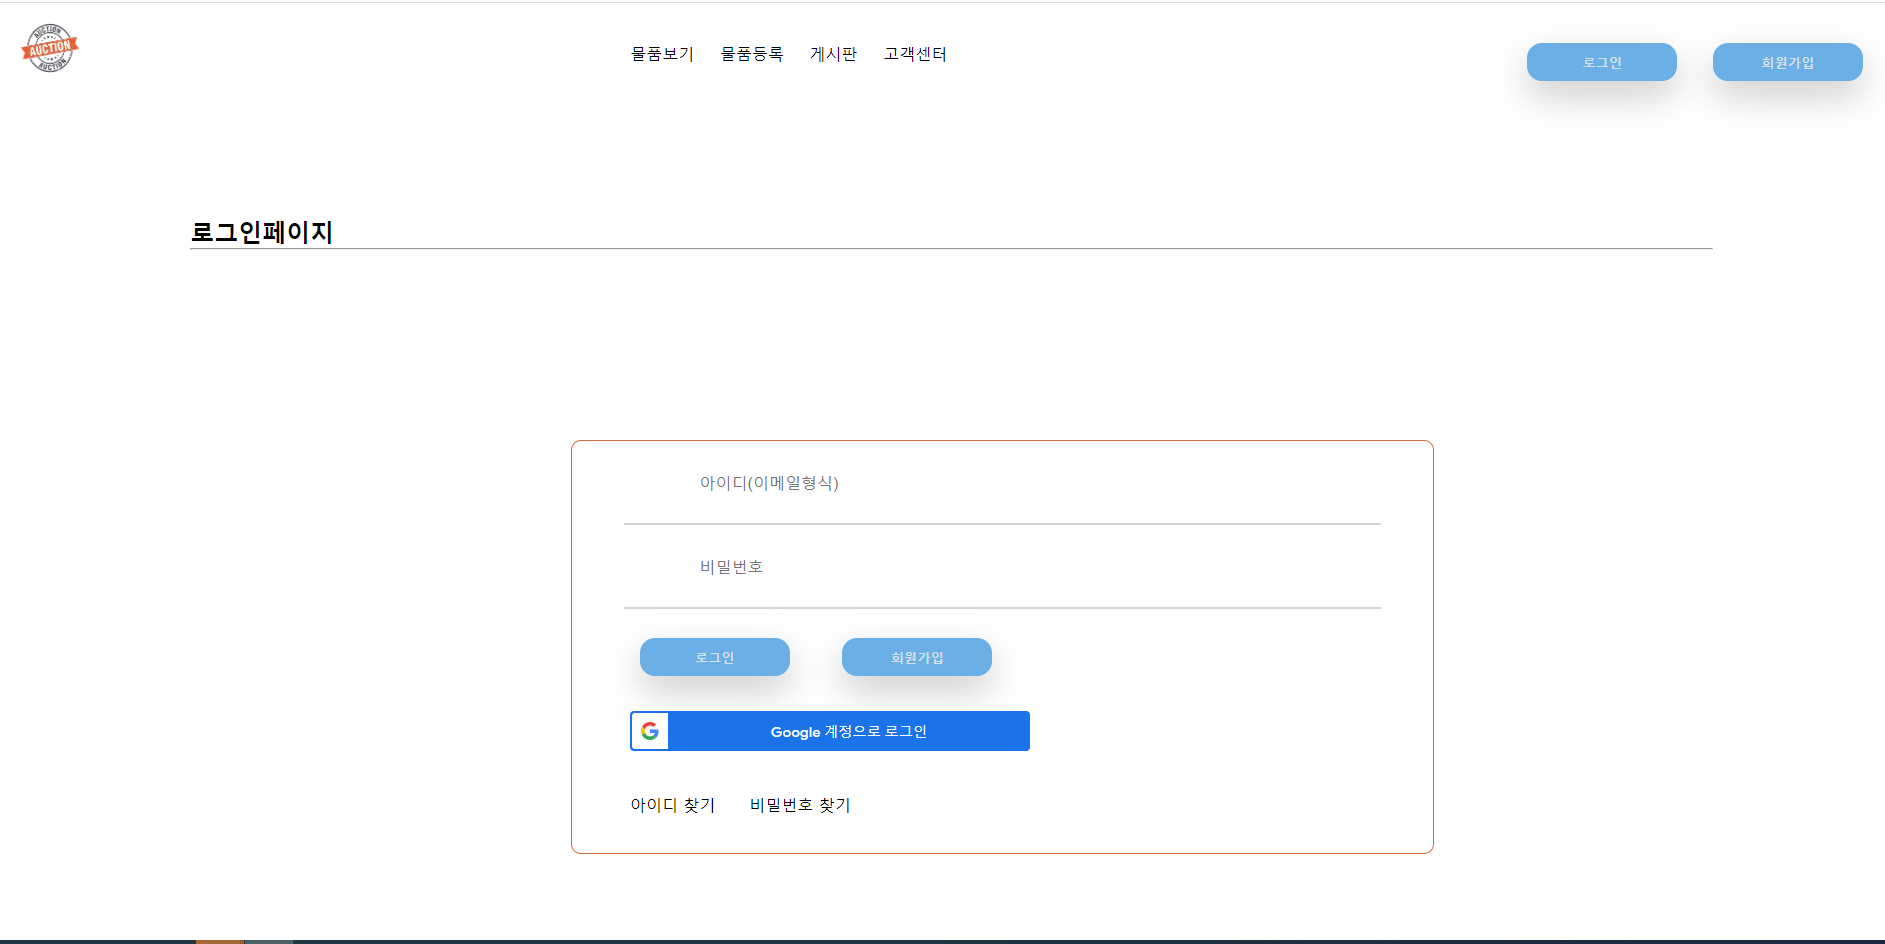 AUCTION
AUCTION
AUCTION
물품보기 물품등록 게시판 고객센터
로그인 회원가입
로그인페이지
아이디(이메일형식)
비밀번호
로그인 회원가입
Google 계정으로 로그인
아이디 찾기 비밀번호 찾기